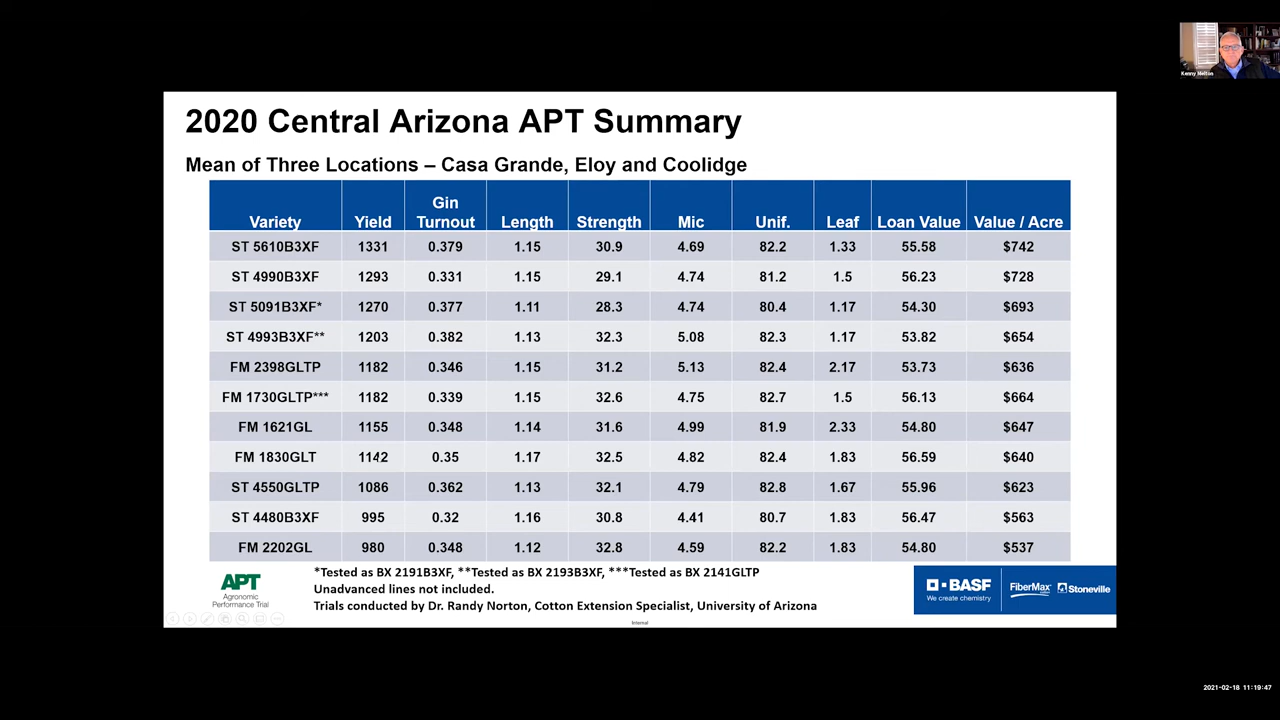 Kenny Melton
2020 Central Arizona APT Summary
Mean of Three Locations – Casa Grande, Eloy and Coolidge
Variety Yield Gin Turnout Length Strength Mic Unif. Leaf Loan Value Value / Acre
ST 5610B3XF 1331 0.379 1.15 30.9 4.69 82.2 1.33 55.58 $742
ST 4990B3XF 1293 0.331 1.15 29.1 4.74 81.2 1.5 56.23 $728
ST 5091B3XF* 1270 0.377 1.11 28.3 4.74 80.4 1.17 54.30 $693
ST 4993B3XF** 1203 0.382 1.13 32.3 5.08 82.3 1.17 53.82 $654
FM 2398GLTP 1182 0.346 1.15 31.2 5.13 82.4 2.17 53.73 $636
FM 1730GLTP*** 1182 0.339 1.15 32.6 4.75 82.7 1.5 56.13 $664
FM 1621GL 1155 0.348 1.14 31.6 4.99 81.9 2.33 54.80 $647
FM 1830GLT 1142 0.35 1.17 32.5 4.82 82.4 1.83 56.59 $640
ST 4550GLTP 1086 0.362 1.13 32.1 4.79 82.8 1.67 55.96 $623
ST 4480B3XF 995 0.32 1.16 30.8 4.41 80.7 1.83 56.47 $563
FM 2202GL 980 0.348 1.12 32.8 4.59 82.2 1.83 54.80 $537
*Tested as BX 2191B3XF, **Tested as BX 2193B3XF, ***Tested as BX 2141GLTP
Unadvanced lines not included.
Trials conducted by Dr. Randy Norton, Cotton Extension Specialist, University of Arizona
APT
Agronomic
Performance Trial
BASF
We create chemistry
FiberMax
Stoneville
Internal
2021-02-18 11:19:47